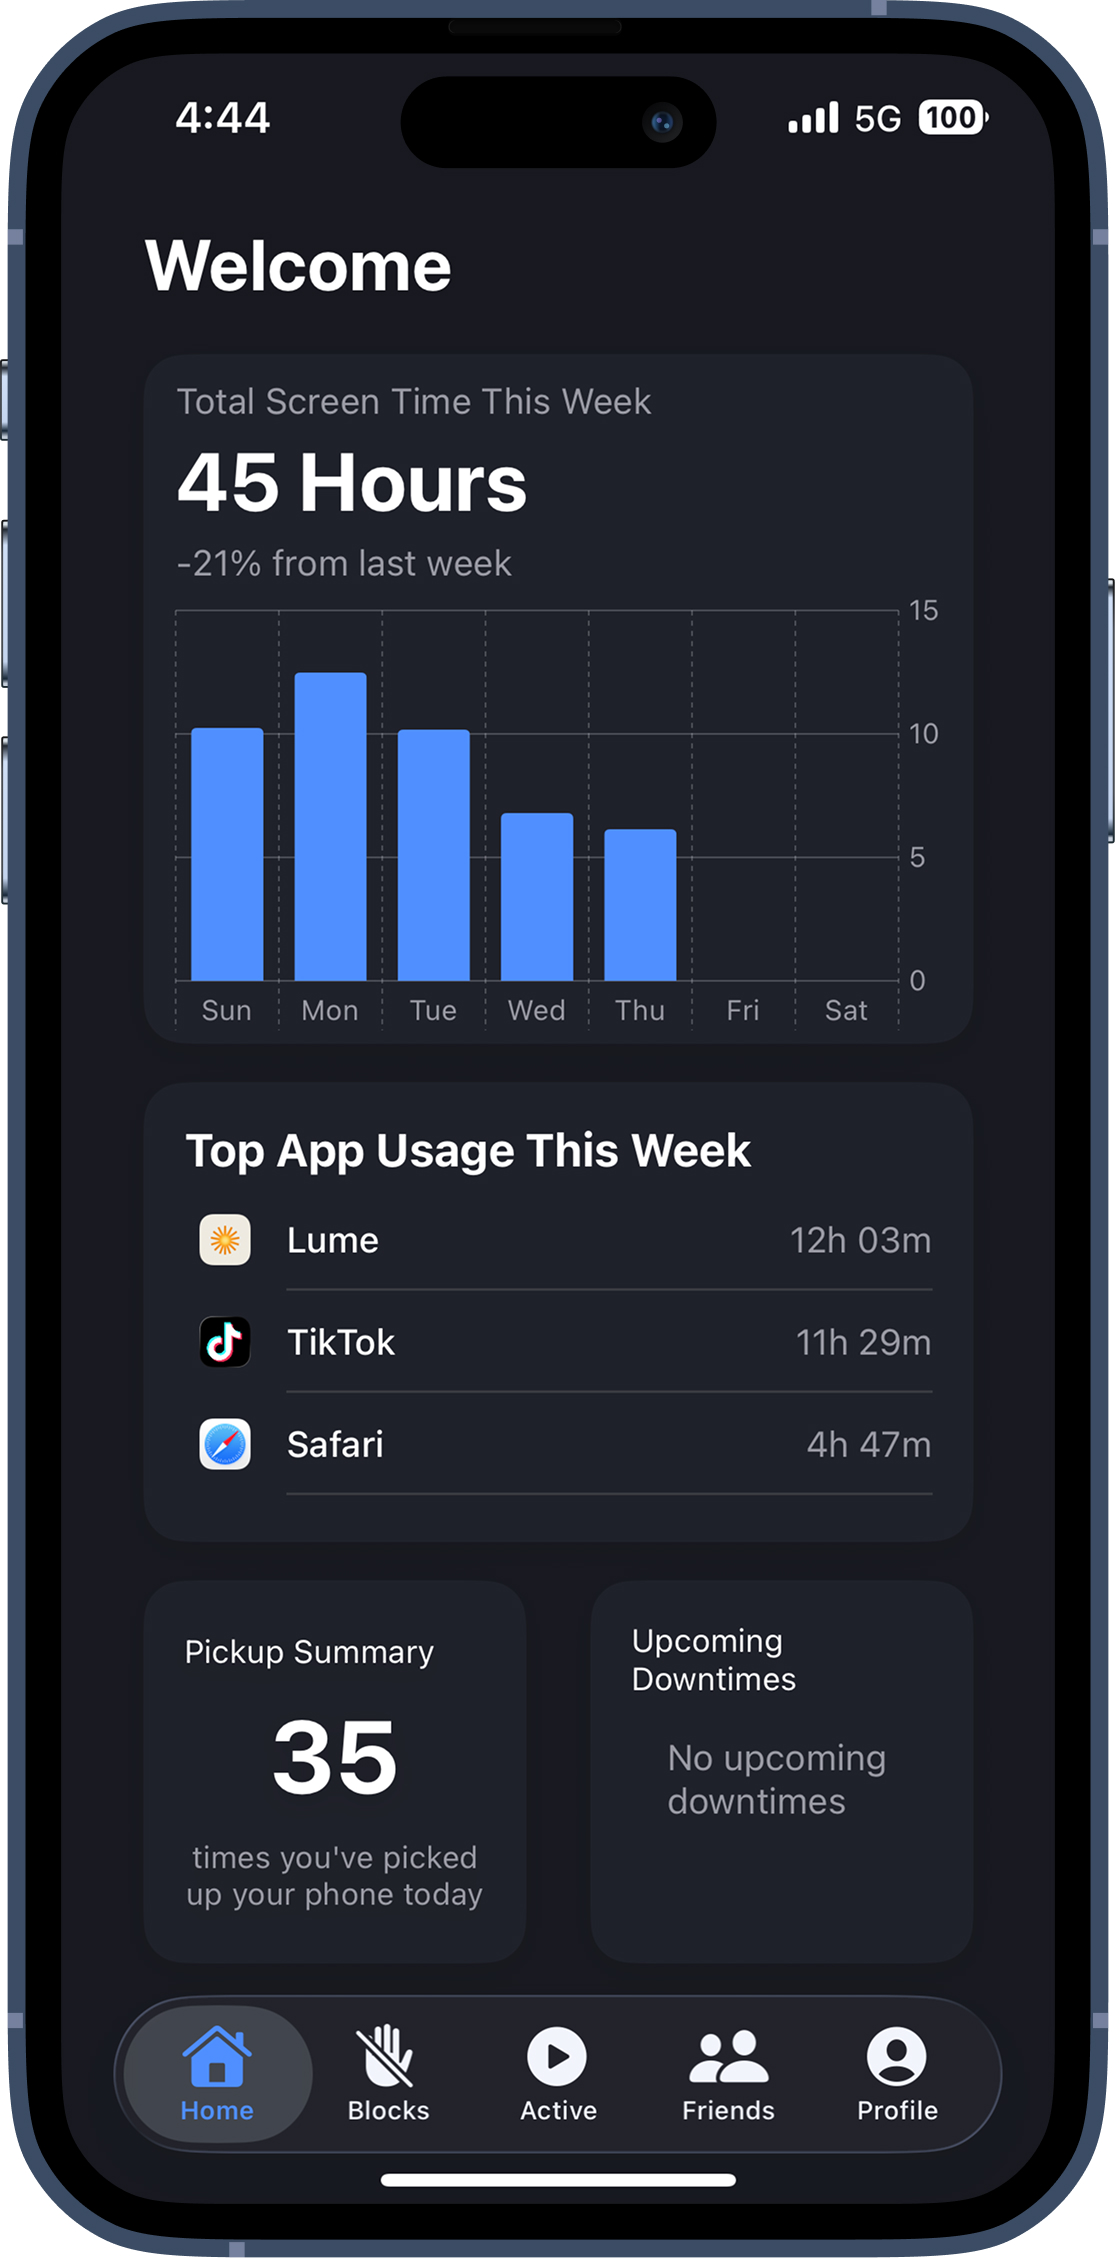 4:44
5G
100
Welcome
Total Screen Time This Week
45 Hours
-21% from last week
15
10
5
0
Sun Mon Tue Wed Thu Fri Sat
Top App Usage This Week
Lume 12h 03m
TikTok 11h 29m
Safari 4h 47m
Pickup Summary
35
times you've picked
up your phone today
Upcoming
Downtimes
No upcoming
downtimes
Home Blocks Active Friends Profile